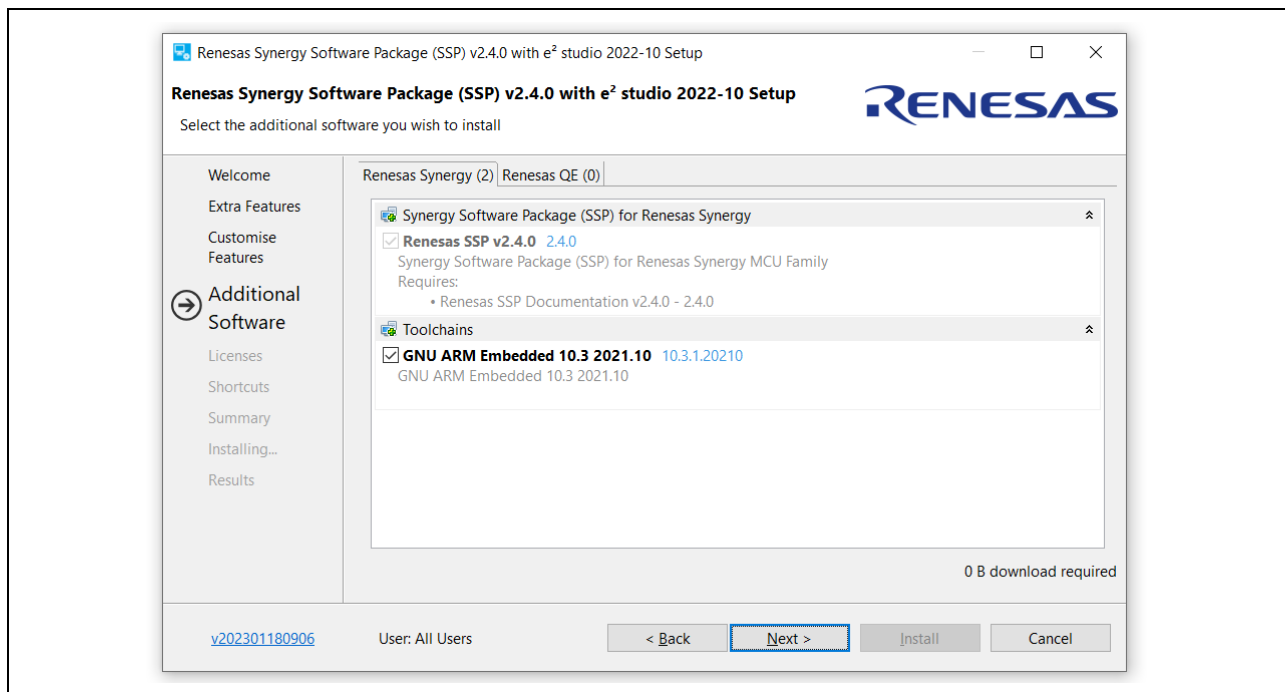 Renesas Synergy Software Package (SSP) v2.4.0 with e² studio 2022-10 Setup
Renesas Synergy Software Package (SSP) v2.4.0 with e² studio 2022-10 Setup
Select the additional software you wish to install
RENESAS
Welcome
Extra Features
Customise
Features
Additional
Software
Licenses
Shortcuts
Summary
Installing...
Results
Renesas Synergy (2) Renesas QE (0)
Synergy Software Package (SSP) for Renesas Synergy
Renesas SSP v2.4.0 2.4.0
Synergy Software Package (SSP) for Renesas Synergy MCU Family
Requires:
• Renesas SSP Documentation v2.4.0 - 2.4.0
Toolchains
GNU ARM Embedded 10.3 2021.10 10.3.1.20210
GNU ARM Embedded 10.3 2021.10
0 B download required
v202301180906 User: All Users < Back Next > Install Cancel